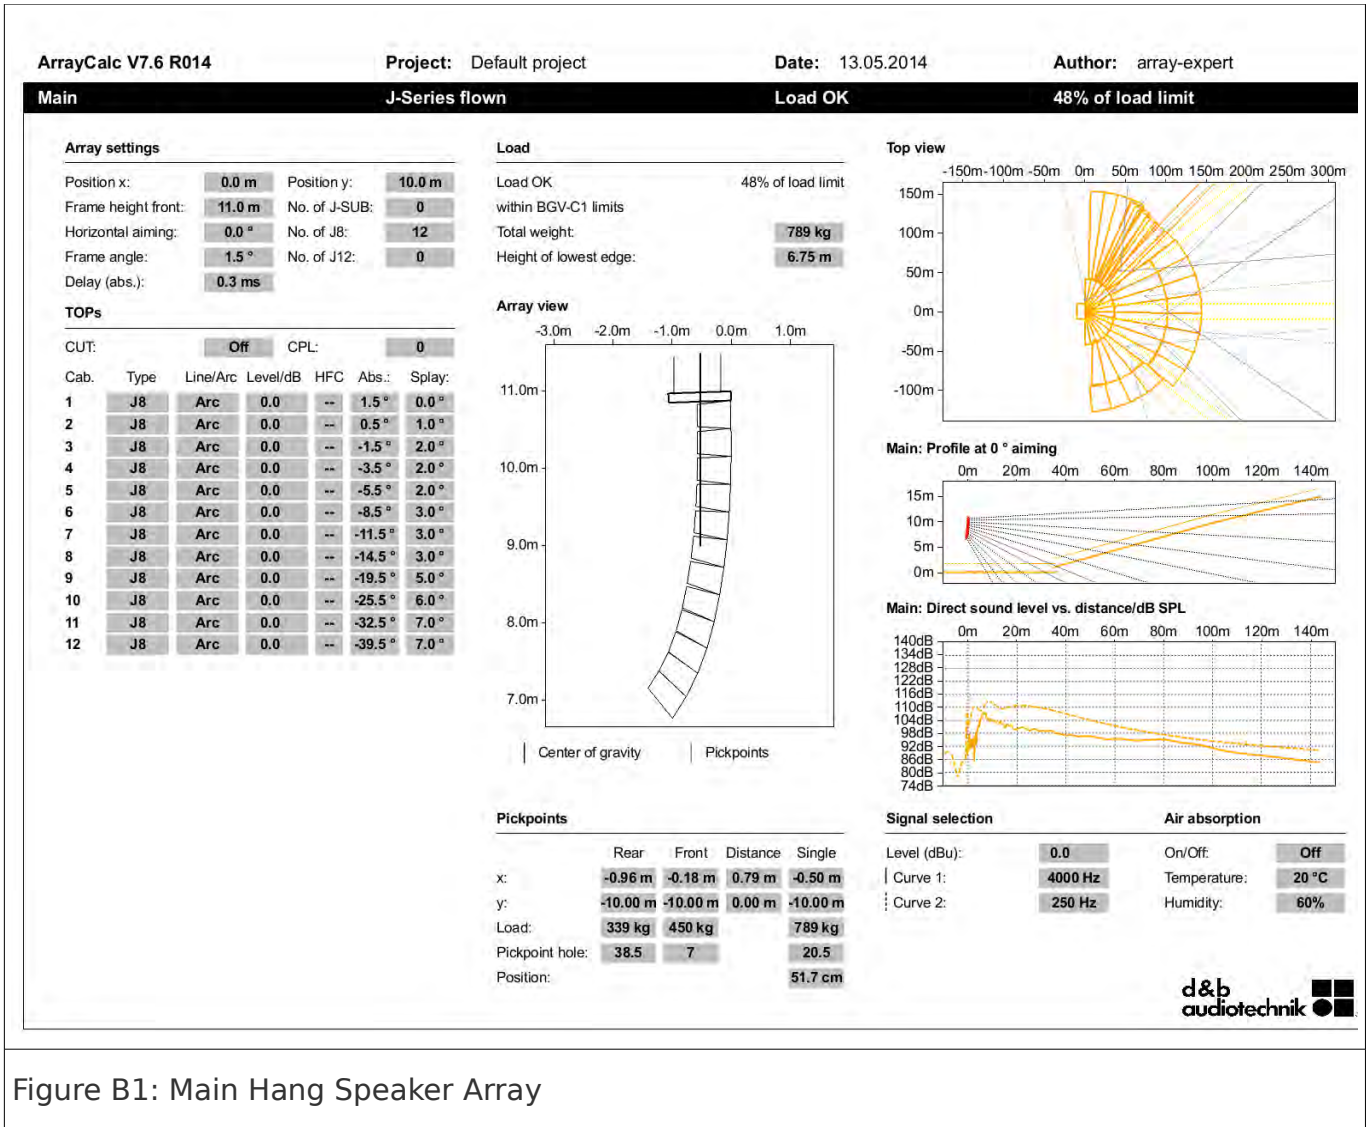 ArrayCalc V7.6 R014 Project: Default project Date: 13.05.2014 Author: array-expert
Main J-Series flown Load OK 48% of load limit
Array settings
Position x: 0.0 m Position y: 10.0 m
Frame height front: 11.0 m No. of J-SUB: 0
Horizontal aiming: 0.0 ° No. of J8: 12
Frame angle: 1.5 ° No. of J12: 0
Delay (abs.): 0.3 ms
TOPs
CUT: Off CPL: 0
Cab. Type Line/Arc Level/dB HFC Abs.: Splay:
1 J8 Arc 0.0 -- 1.5 ° 0.0 °
2 J8 Arc 0.0 -- 0.5 ° 1.0 °
3 J8 Arc 0.0 -- -1.5 ° 2.0 °
4 J8 Arc 0.0 -- -3.5 ° 2.0 °
5 J8 Arc 0.0 -- -5.5 ° 2.0 °
6 J8 Arc 0.0 -- -8.5 ° 3.0 °
7 J8 Arc 0.0 -- -11.5 ° 3.0 °
8 J8 Arc 0.0 -- -14.5 ° 3.0 °
9 J8 Arc 0.0 -- -19.5 ° 5.0 °
10 J8 Arc 0.0 -- -25.5 ° 6.0 °
11 J8 Arc 0.0 -- -32.5 ° 7.0 °
12 J8 Arc 0.0 -- -39.5 ° 7.0 °
Load
Load OK 48% of load limit
within BGV-C1 limits
Total weight: 789 kg
Height of lowest edge: 6.75 m
Array view
-3.0m -2.0m -1.0m 0.0m 1.0m
11.0m
10.0m
9.0m
8.0m
7.0m
Center of gravity Pickpoints
Pickpoints
Rear Front Distance Single
x: -0.96 m -0.18 m 0.79 m -0.50 m
y: -10.00 m -10.00 m 0.00 m -10.00 m
Load: 339 kg 450 kg 789 kg
Pickpoint hole: 38.5 7 20.5
Position: 51.7 cm
Top view
-150m -100m -50m 0m 50m 100m 150m 200m 250m 300m
150m
100m
50m
0m
-50m
-100m
Main: Profile at 0 ° aiming
0m 20m 40m 60m 80m 100m 120m 140m
15m
10m
5m
0m
Main: Direct sound level vs. distance/dB SPL
0m 20m 40m 60m 80m 100m 120m 140m
140dB
134dB
128dB
122dB
116dB
110dB
104dB
98dB
92dB
86dB
80dB
74dB
Signal selection Air absorption
Level (dBu): 0.0 On/Off: Off
Curve 1: 4000 Hz Temperature: 20 °C
Curve 2: 250 Hz Humidity: 60%
d&b
audiotechnik
Figure B1: Main Hang Speaker Array